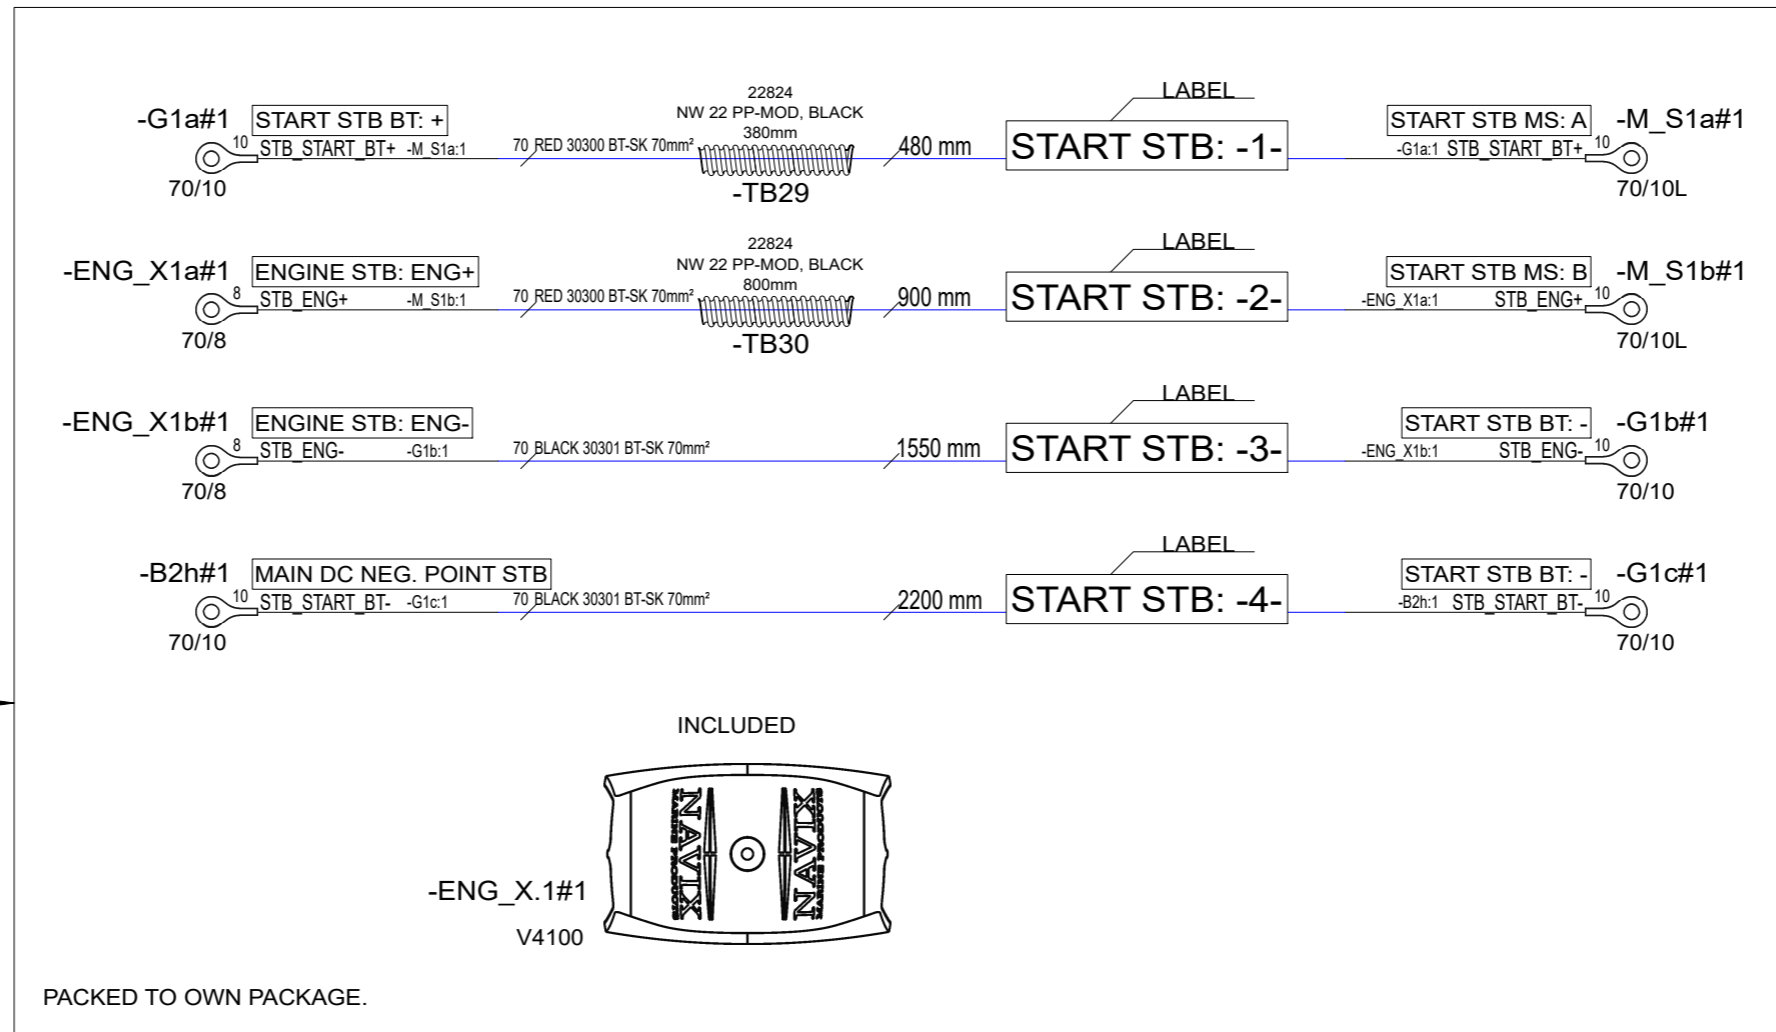 22824
LABEL
-G1a#1 START STB BT: + NW 22 PP-MOD, BLACK START STB MS: A -M_S1a#1
380mm
10 STB_START_BT+ -M_S1a:1 70 RED 30300 BT-SK 70mm² 480 mm START STB: -1- -G1a:1 STB_START_BT+ 10
70/10 -TB29 70/10L
22824
LABEL
-ENG_X1a#1 ENGINE STB: ENG+ NW 22 PP-MOD, BLACK START STB MS: B -M_S1b#1
800mm
8 STB_ENG+ -M_S1b:1 70 RED 30300 BT-SK 70mm² 900 mm START STB: -2- -ENG_X1a:1 STB_ENG+ 10
70/8 -TB30 70/10L
LABEL
-ENG_X1b#1 ENGINE STB: ENG- START STB BT: - -G1b#1
8 STB_ENG- -G1b:1 70 BLACK 30301 BT-SK 70mm² 1550 mm START STB: -3- -ENG_X1b:1 STB_ENG- 10
70/8 70/10
LABEL
-B2h#1 MAIN DC NEG. POINT STB START STB BT: - -G1c#1
10 STB_START_BT- -G1c:1 70 BLACK 30301 BT-SK 70mm² 2200 mm START STB: -4- -B2h:1 STB_START_BT- 10
70/10 70/10
INCLUDED
NAVIX
MARINE PRODUCTS
NAVIX
MARINE PRODUCTS
-ENG_X.1#1
V4100
PACKED TO OWN PACKAGE.